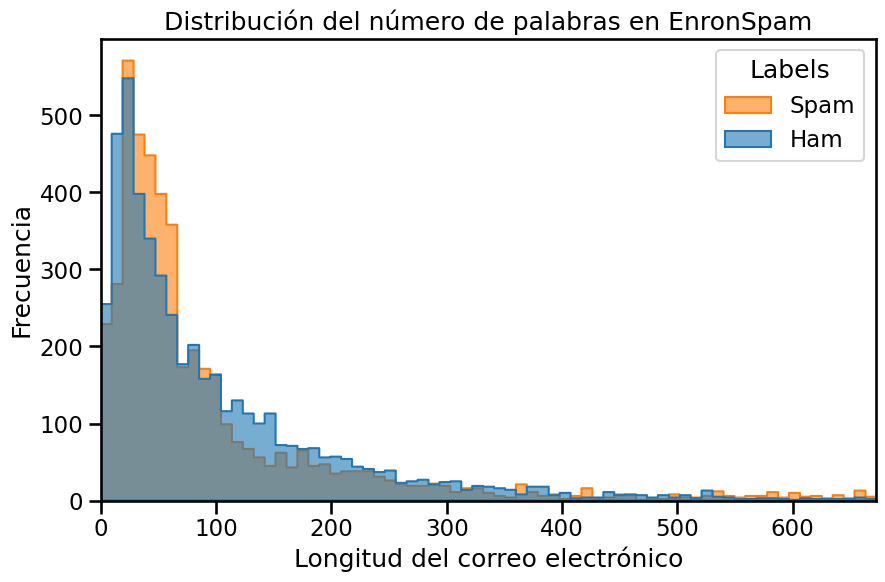 Distribución del número de palabras en EnronSpam
Labels
Spam
Ham
Frecuencia
500
400
300
200
100
0
0 100 200 300 400 500 600
Longitud del correo electrónico